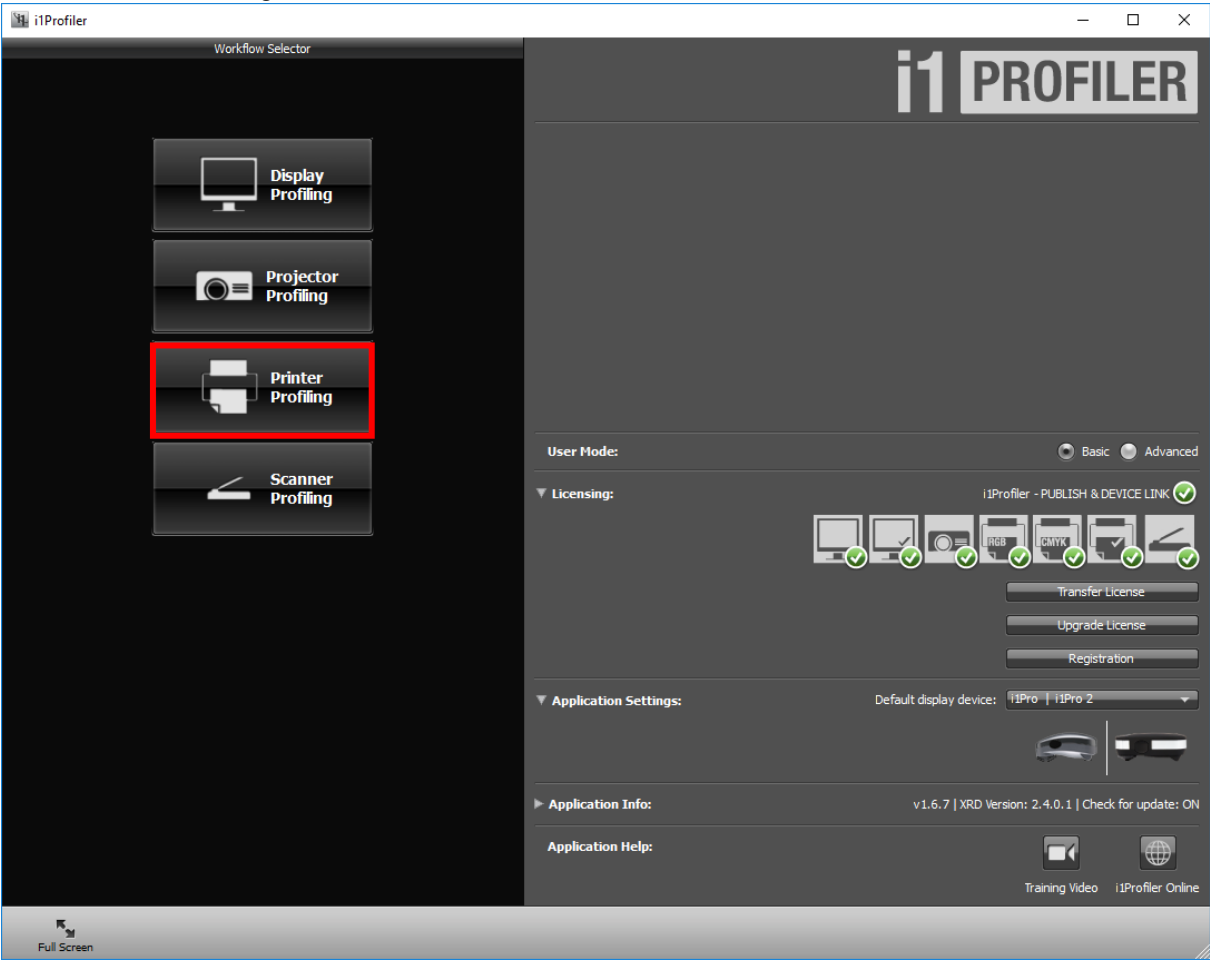 i1Profiler
Workflow Selector
i1 PROFILER
Display
Profiling
Projector
Profiling
Printer
Profiling
Scanner
Profiling
User Mode:
Basic
Advanced
Licensing:
i1Profiler - PUBLISH & DEVICE LINK
RGB
CMYK
Transfer License
Upgrade License
Registration
Application Settings:
Default display device:
i1Pro | i1Pro 2
Application Info:
v1.6.7 | XRD Version: 2.4.0.1 | Check for update: ON
Application Help:
Training Video
i1Profiler Online
Full Screen